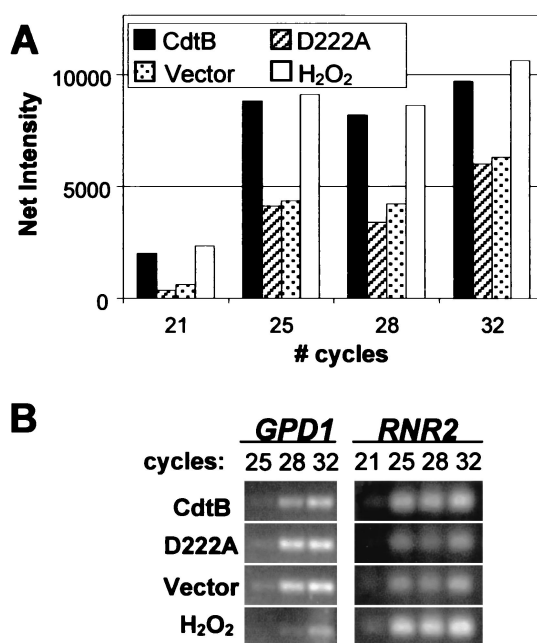 A
CdtB D222A
Vector H₂O₂
10000
5000
0
Net Intensity
21 25 28 32
# cycles
B
GPD1 RNR2
cycles: 25 28 32 21 25 28 32
CdtB
D222A
Vector
H₂O₂